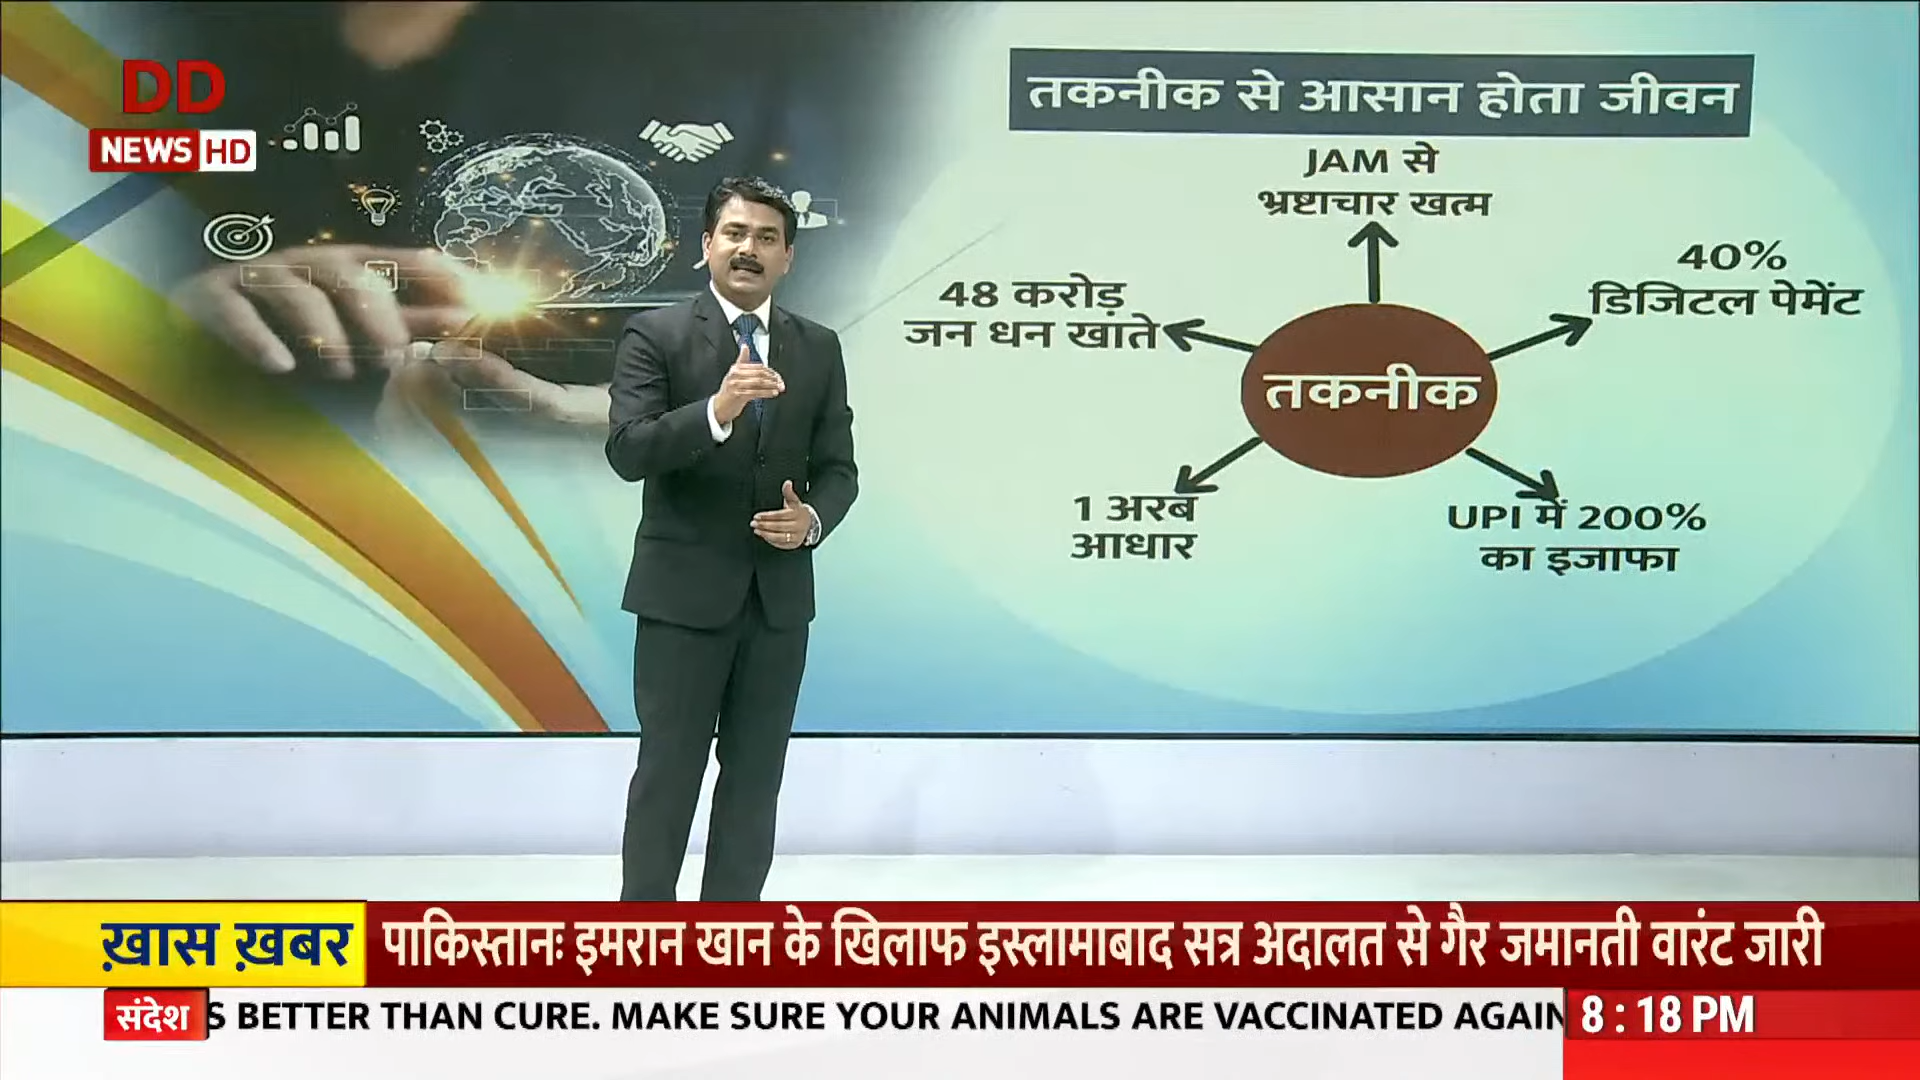 DD
NEWS HD
तकनीक से आसान होता जीवन
JAM से
भ्रष्टाचार खत्म
40%
डिजिटल पेमेंट
48 करोड़
जन धन खाते
तकनीक
1 अरब
आधार
UPI में 200%
का इजाफा
ख़ास ख़बर
पाकिस्तानः इमरान खान के खिलाफ इस्लामाबाद सत्र अदालत से गैर जमानती वारंट जारी
संदेश
S BETTER THAN CURE. MAKE SURE YOUR ANIMALS ARE VACCINATED AGAIN
8 : 18 PM